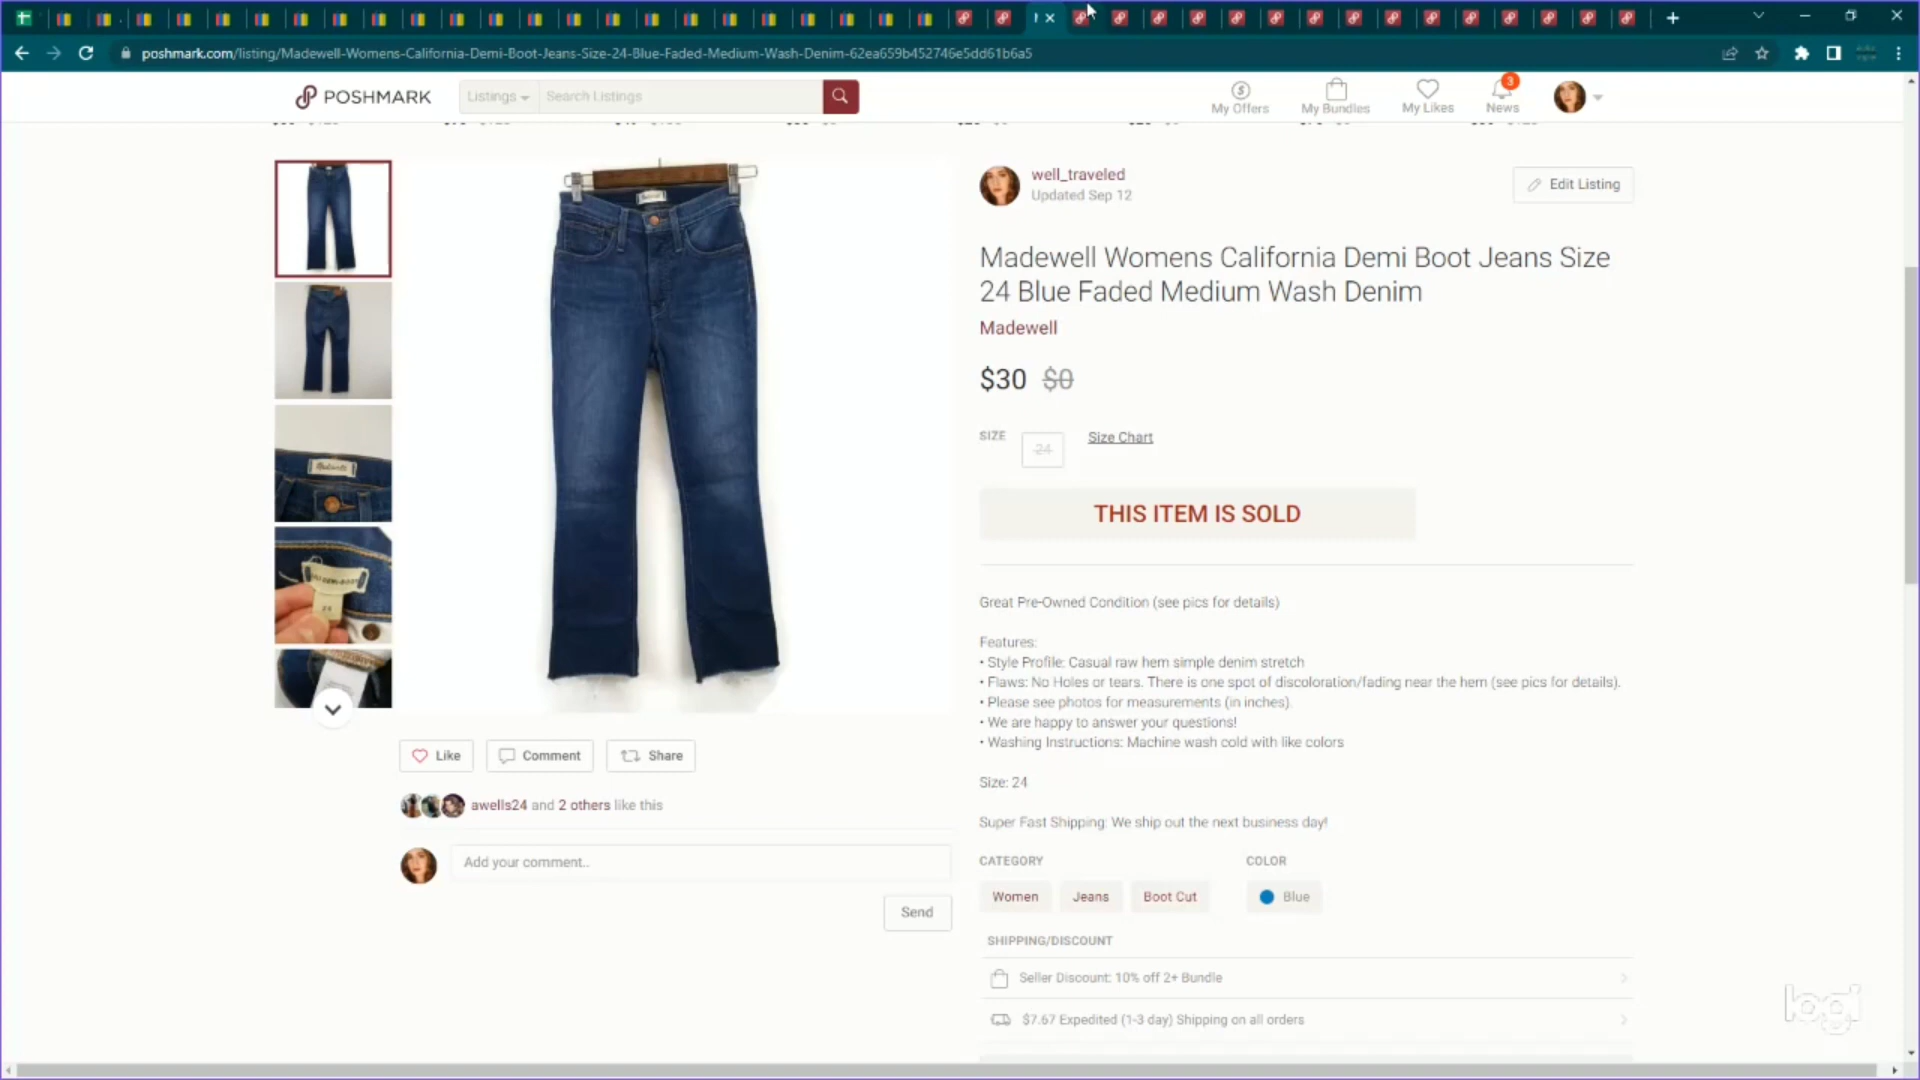 poshmark.com/listing/Madewell-Womens-California-Demi-Boot-Jeans-Size-24-Blue-Faded-Medium-Wash-Denim-62ea659b452746e5dd61b6a5
POSHMARK
Listings
Search Listings
My Offers
My Bundles
My Likes
3
News
well_traveled
Updated Sep 12
Edit Listing
Madewell Womens California Demi Boot Jeans Size
24 Blue Faded Medium Wash Denim
Madewell
$30 $0
SIZE
24
Size Chart
THIS ITEM IS SOLD
Great Pre-Owned Condition (see pics for details)
Features:
• Style Profile: Casual raw hem simple denim stretch
• Flaws: No Holes or tears. There is one spot of discoloration/fading near the hem (see pics for details).
• Please see photos for measurements (in inches).
• We are happy to answer your questions!
• Washing Instructions: Machine wash cold with like colors
Size: 24
Super Fast Shipping: We ship out the next business day!
CATEGORY
COLOR
Women
Jeans
Boot Cut
Blue
SHIPPING/DISCOUNT
Seller Discount: 10% off 2+ Bundle
$7.67 Expedited (1-3 day) Shipping on all orders
Like
Comment
Share
awells24 and 2 others like this
Add your comment..
Send
logi